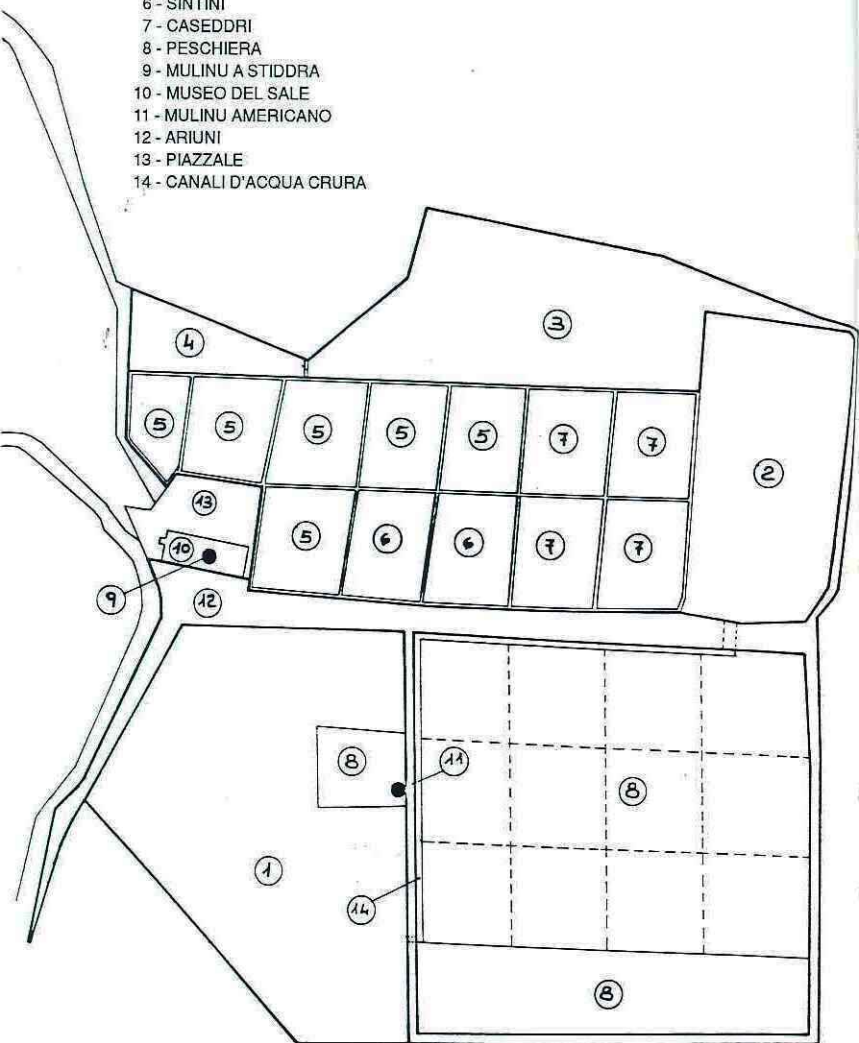 6 - SINTINI
7 - CASEDDRI
8 - PESCHIERA
9 - MULINU A STIDDRA
10 - MUSEO DEL SALE
11 - MULINU AMERICANO
12 - ARIUNI
13 - PIAZZALE
14 - CANALI D'ACQUA CRURA
3
4
5 5 5 5 5 7 7
2
13
5 6 6 7 7
10
9
12
8
11
8
1
14
8